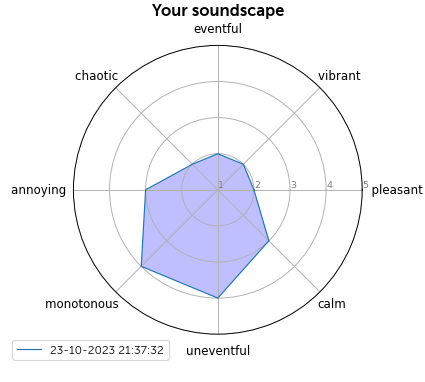 Your soundscape
eventful
chaotic
vibrant
annoying
1 2 3 4 5
pleasant
monotonous
calm
uneventful
23-10-2023 21:37:32